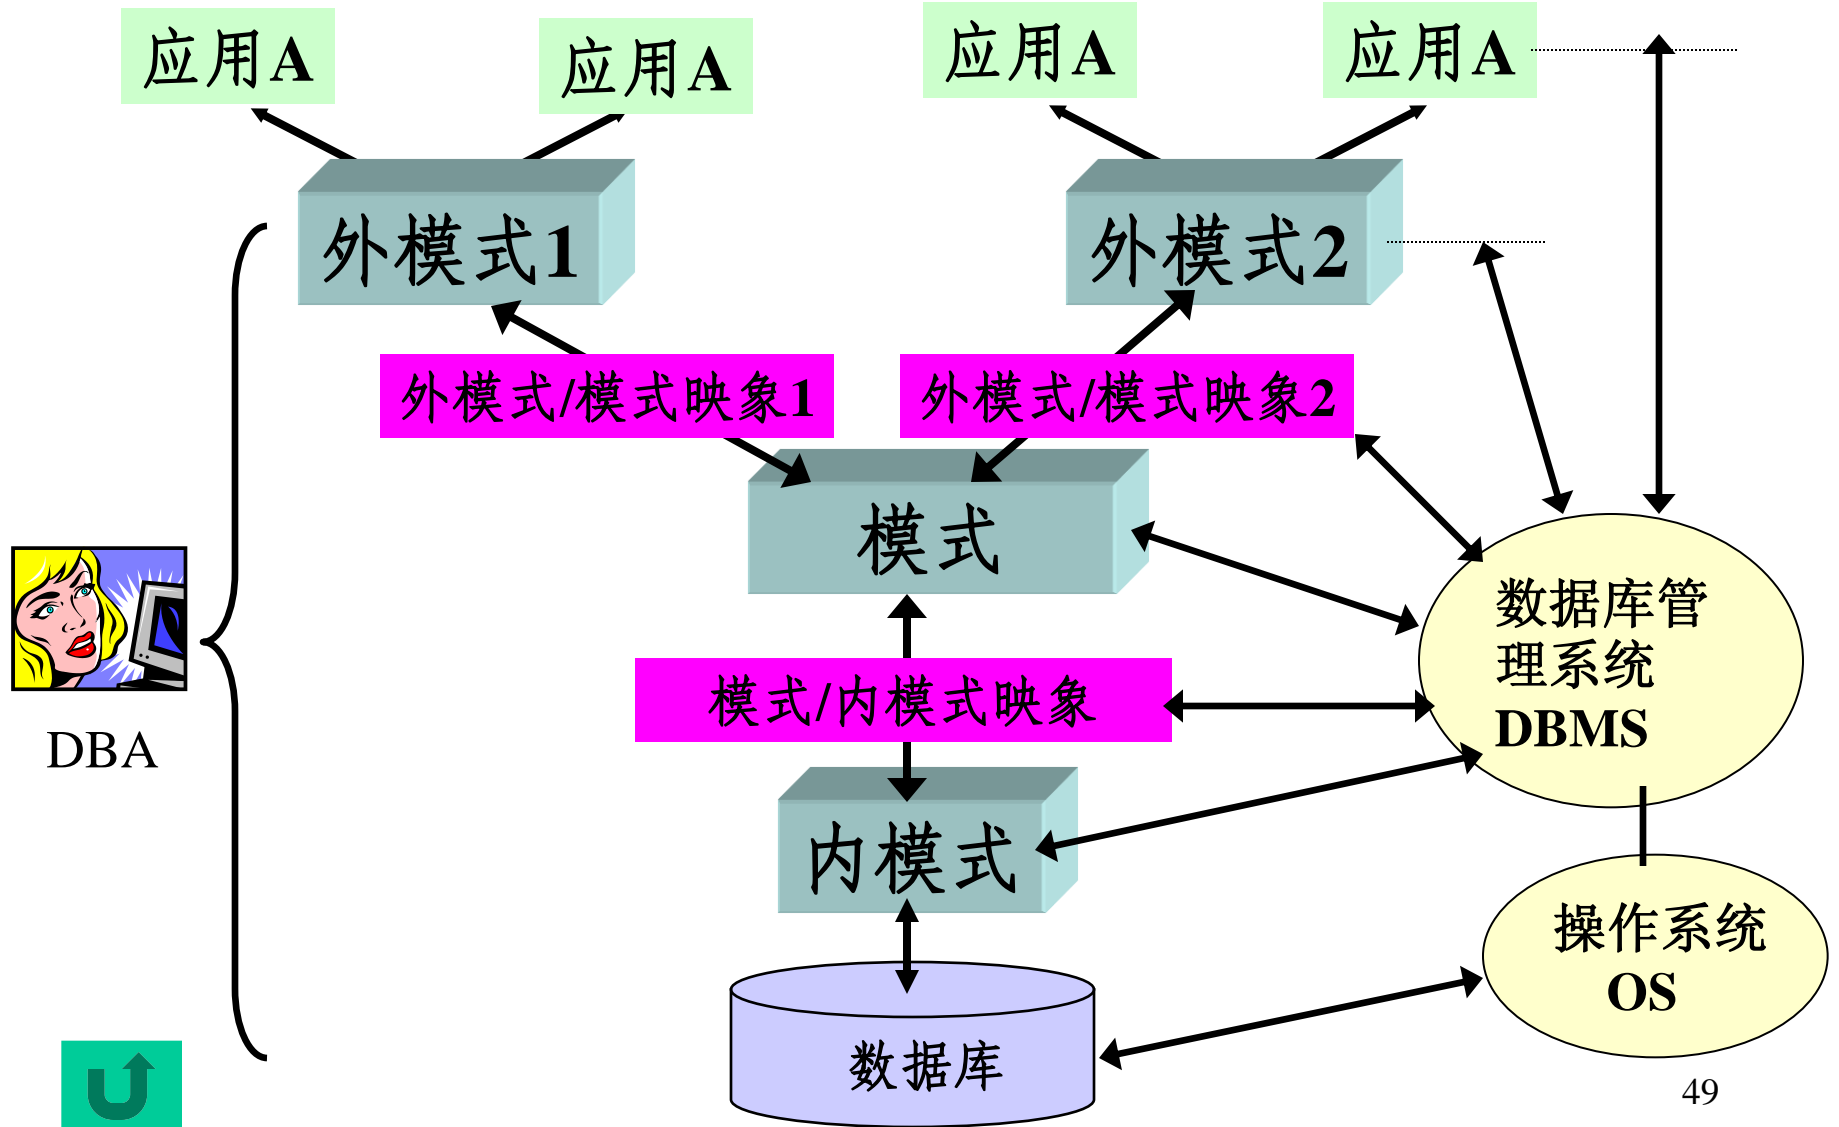 应用A
应用A
应用A
应用A
外模式1
外模式2
外模式/模式映象1
外模式/模式映象2
模式
数据库管
理系统
DBMS
模式/内模式映象
DBA
内模式
操作系统
OS
数据库
49